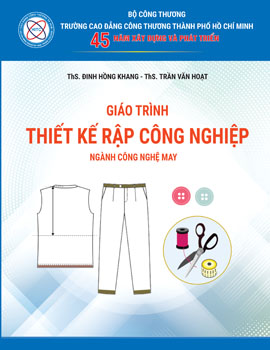 BỘ CÔNG THƯƠNG
TRƯỜNG CAO ĐẲNG CÔNG THƯƠNG THÀNH PHỐ HỒ CHÍ MINH
45 NĂM XÂY DỰNG VÀ PHÁT TRIỂN
ThS. ĐINH HỒNG KHANG - ThS. TRẦN VĂN HOẠT
GIÁO TRÌNH
THIẾT KẾ RẬP CÔNG NGHIỆP
NGÀNH CÔNG NGHỆ MAY